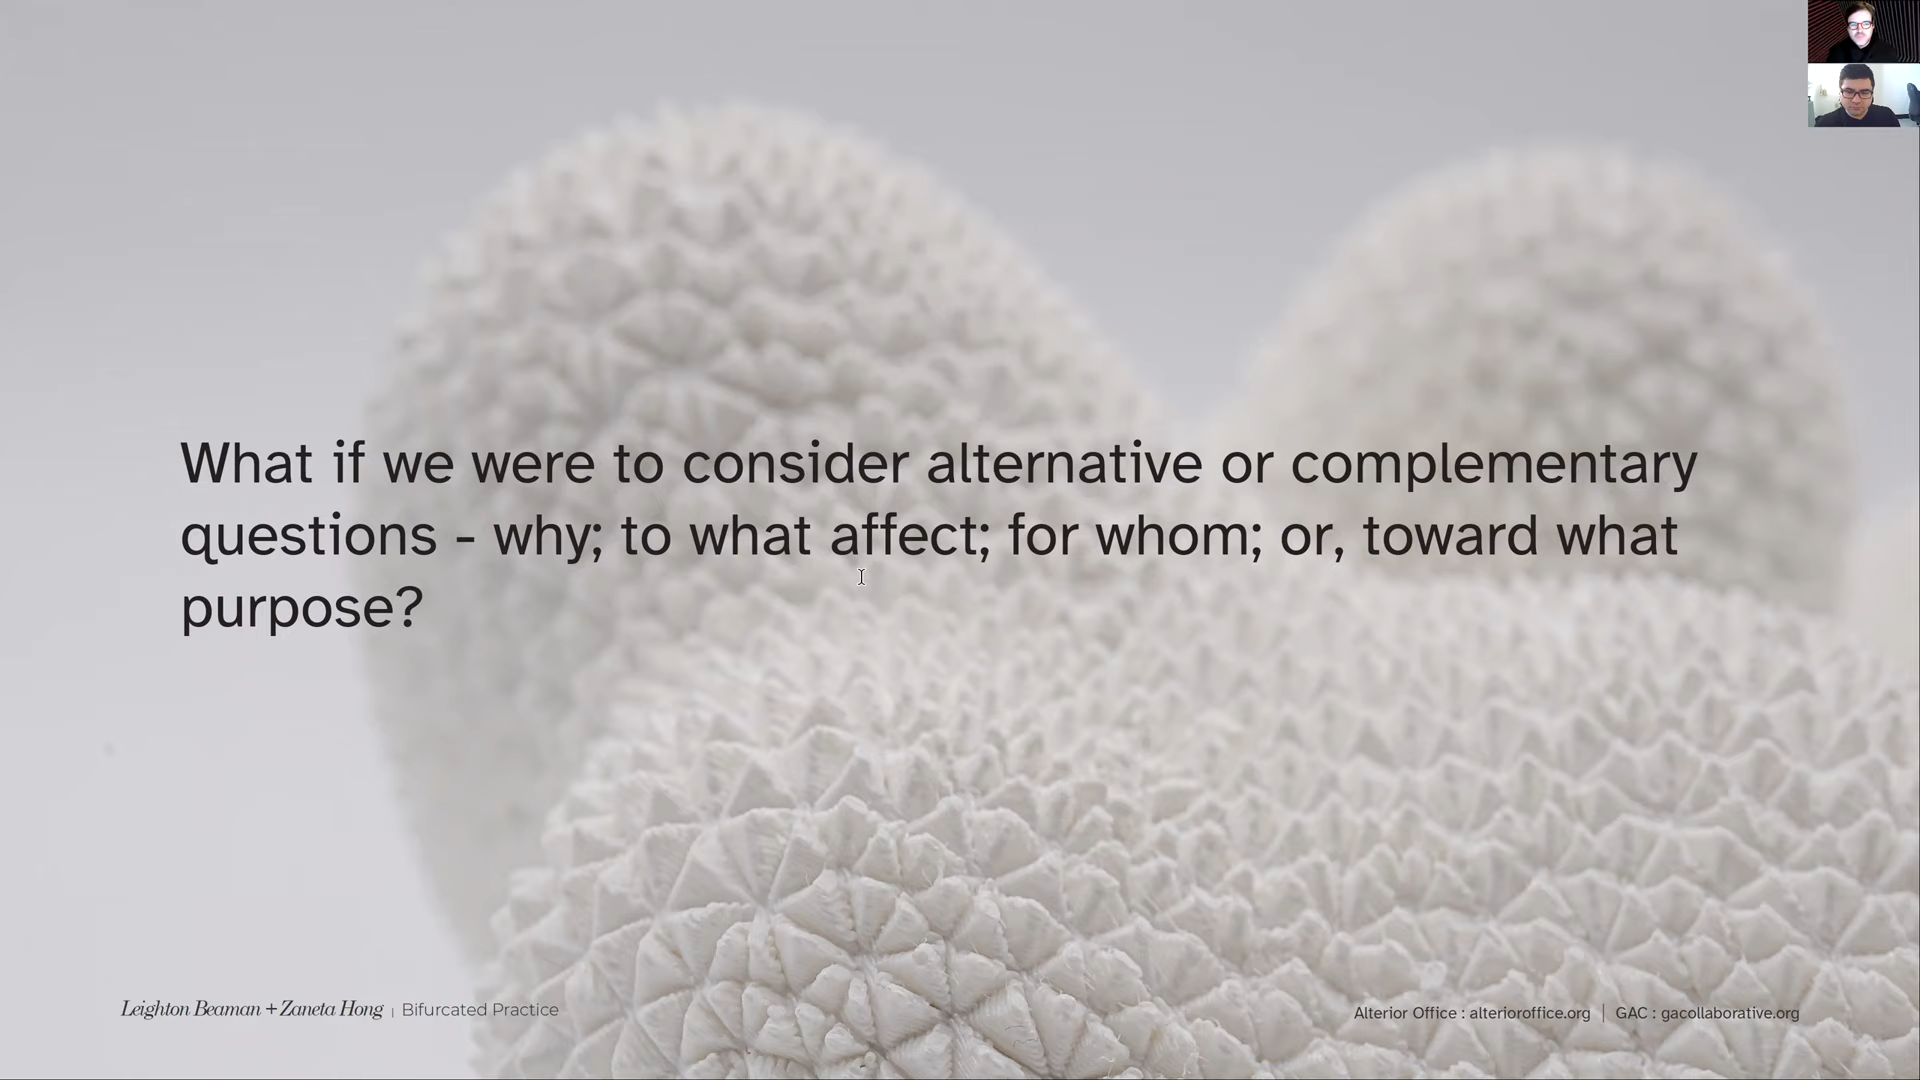 What if we were to consider alternative or complementary
questions - why; to what affect; for whom; or, toward what
purpose?
Leighton Beaman + Zaneta Hong | Bifurcated Practice
Alterior Office : alterioroffice.org | GAC : gacollaborative.org